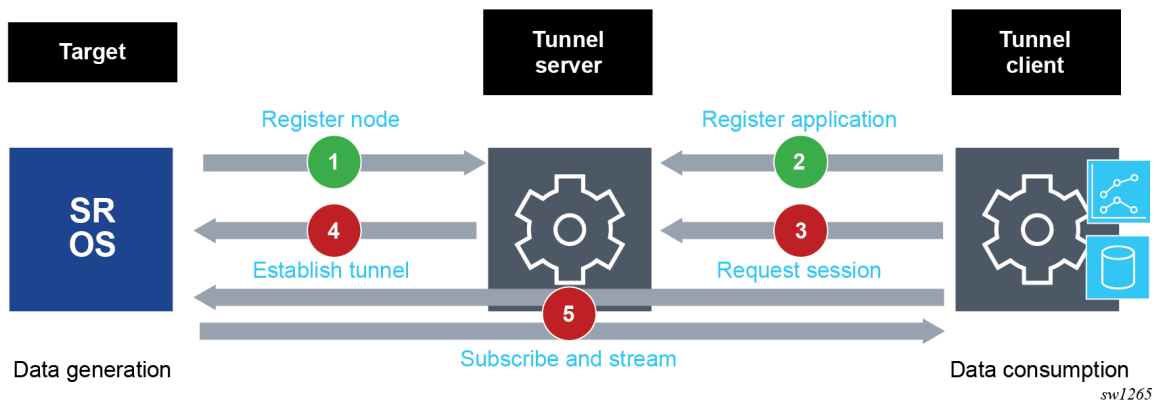 Target
Tunnel
server
Tunnel
client
Register node
Register application
1
2
SR
OS
4
3
Establish tunnel
Request session
5
Subscribe and stream
Data generation
Data consumption
sw1265